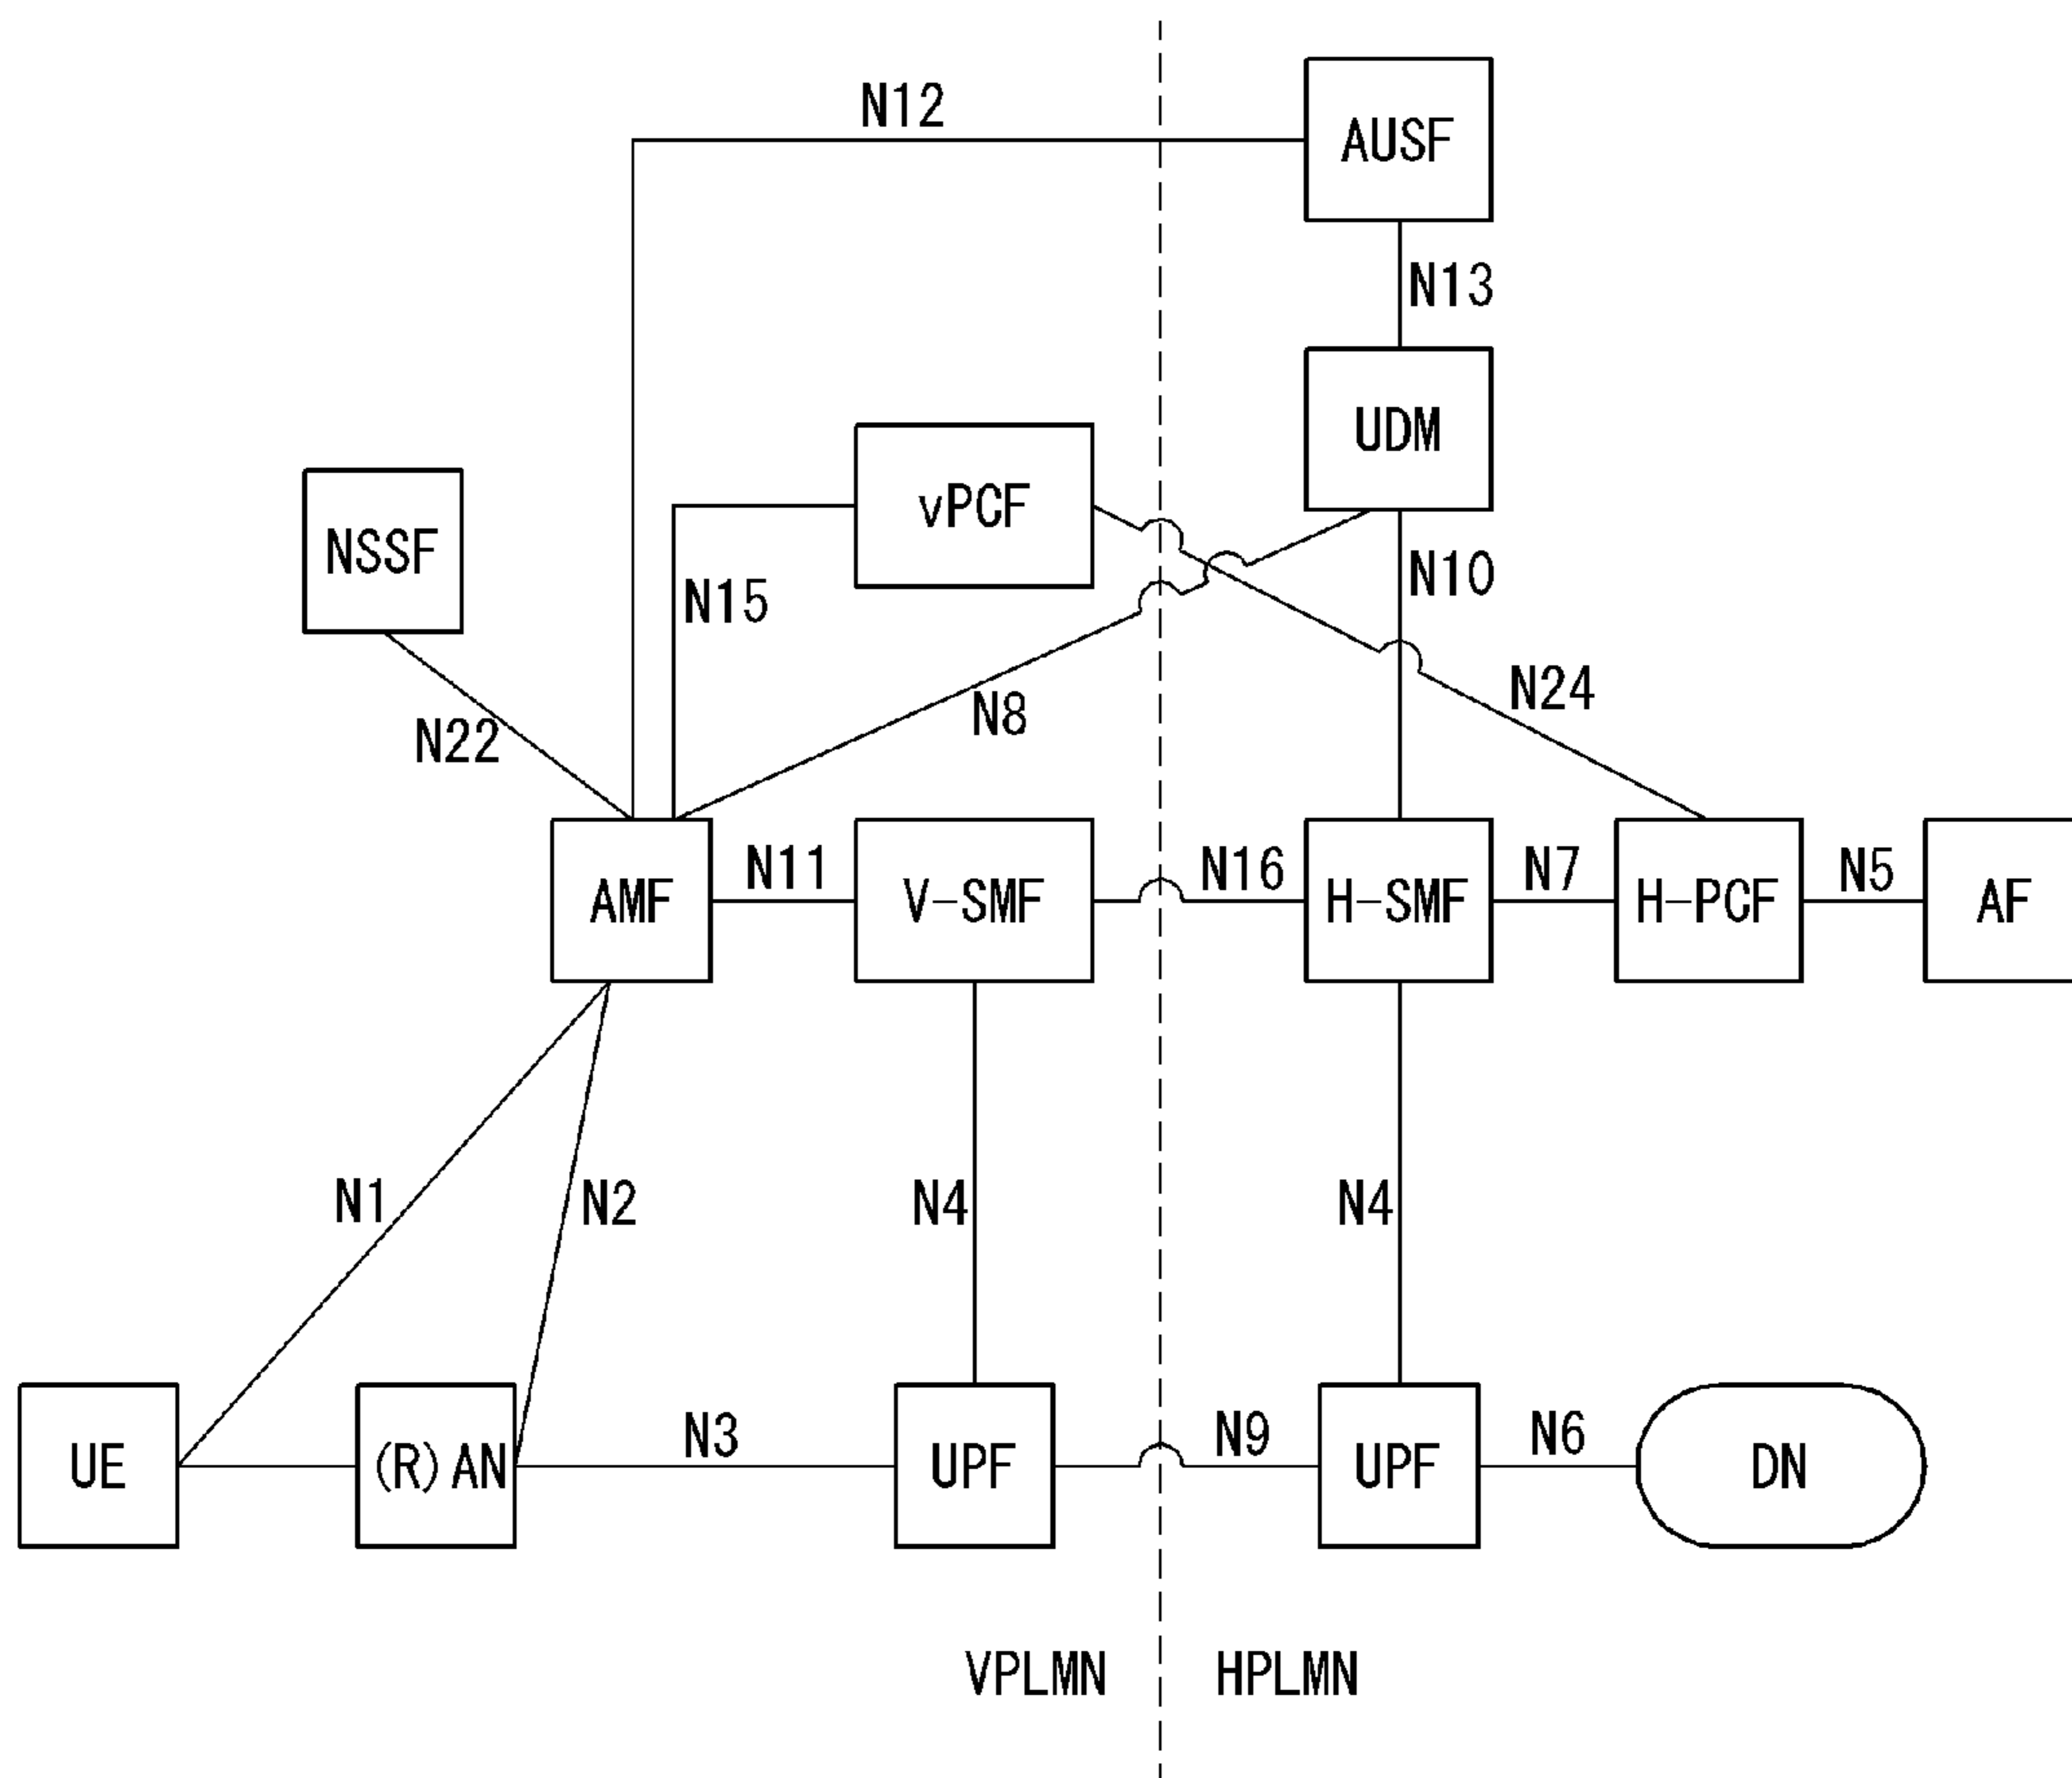 N12
AUSF
N13
UDM
vPCF
NSSF
N15
N10
N8
N24
N22
AMF
N11
V-SMF
N16
H-SMF
N7
H-PCF
N5
AF
N1
N2
N4
N4
UE
(R)AN
N3
UPF
N9
UPF
N6
DN
VPLMN
HPLMN